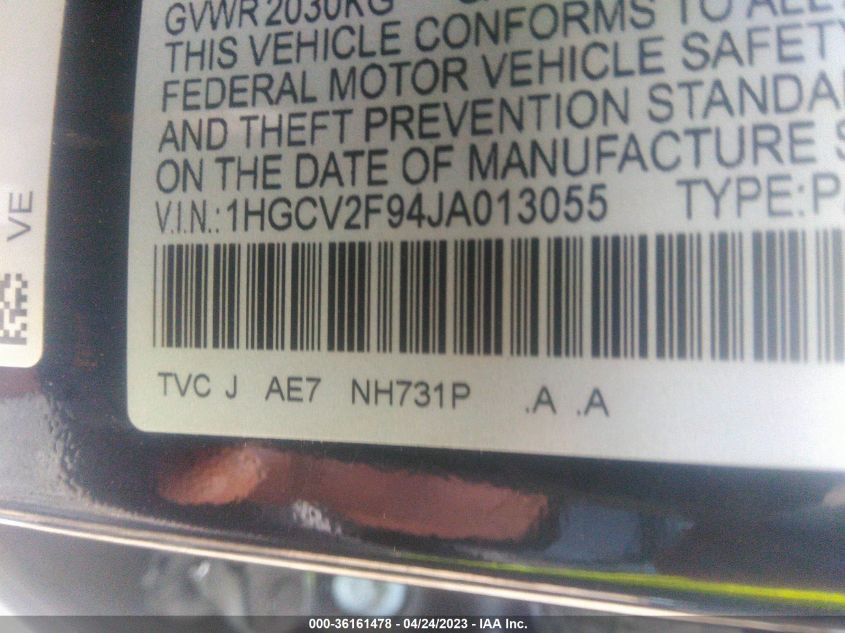 GVWR 2030KG
THIS VEHICLE CONFORMS TO ALL
FEDERAL MOTOR VEHICLE SAFETY
AND THEFT PREVENTION STANDA
ON THE DATE OF MANUFACTURE S
V.I.N.: 1HGCV2F94JA013055 TYPE:PA
TVC J AE7 NH731P .A .A
VE
000-36161478 - 04/24/2023 - IAA Inc.